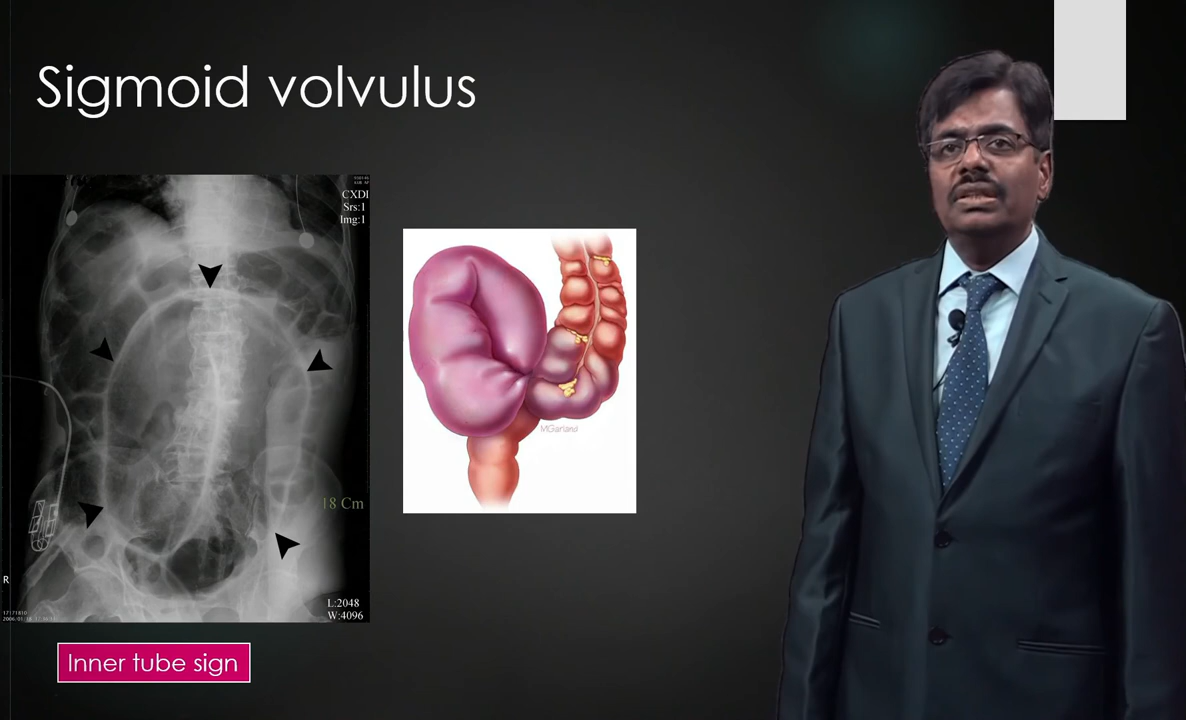 Sigmoid volvulus
CXDI
Srs:1
Img:1
18 Cm
R
L:2048
W:4096
MGarland
Inner tube sign